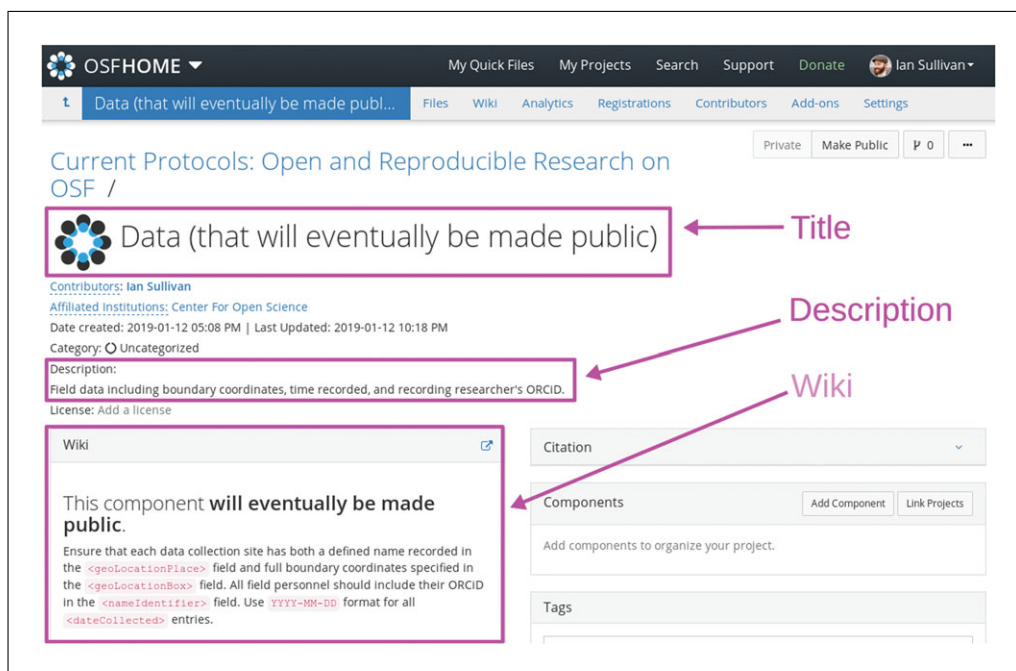 OSFHOME
My Quick Files My Projects Search Support Donate Ian Sullivan
Data (that will eventually be made publ... Files Wiki Analytics Registrations Contributors Add-ons Settings
Private Make Public 0 ...
Current Protocols: Open and Reproducible Research on
OSF /
Data (that will eventually be made public)
Title
Contributors: Ian Sullivan
Affiliated Institutions: Center For Open Science
Date created: 2019-01-12 05:08 PM | Last Updated: 2019-01-12 10:18 PM
Category: Uncategorized
Description
Description:
Field data including boundary coordinates, time recorded, and recording researcher's ORCiD.
License: Add a license
Wiki
Wiki
This component will eventually be made
public.
Ensure that each data collection site has both a defined name recorded in
the <geoLocationPlace> field and full boundary coordinates specified in
the <geoLocationBox> field. All field personnel should include their ORCiD
in the <nameIdentifier> field. Use YYYY-MM-DD format for all
<dateCollected> entries.
Citation
Components Add Component Link Projects
Add components to organize your project.
Tags